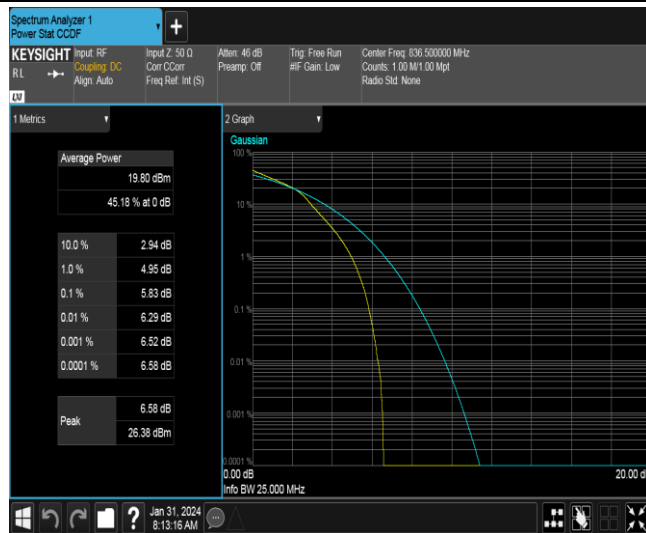 Spectrum Analyzer 1
Power Stat CCDF
KEYSIGHT
RL
Input: RF
Coupling: DC
Align: Auto
Input Z: 50 Ω
Corr CCorr
Freq Ref: Int (S)
Atten: 46 dB
Preamp: Off
Trig: Free Run
#IF Gain: Low
Center Freq: 836.500000 MHz
Counts: 1.00 M/1.00 Mpt
Radio Std: None
LXI
1 Metrics
Average Power
19.80 dBm
45.18 % at 0 dB
10.0 % 2.94 dB
1.0 % 4.95 dB
0.1 % 5.83 dB
0.01 % 6.29 dB
0.001 % 6.52 dB
0.0001 % 6.58 dB
Peak
6.58 dB
26.38 dBm
2 Graph
Gaussian
100 %
10 %
1 %
0.1 %
0.01 %
0.001 %
0.0001 %
0.00 dB
20.00 d
Info BW 25.000 MHz
?
Jan 31, 2024
8:13:16 AM